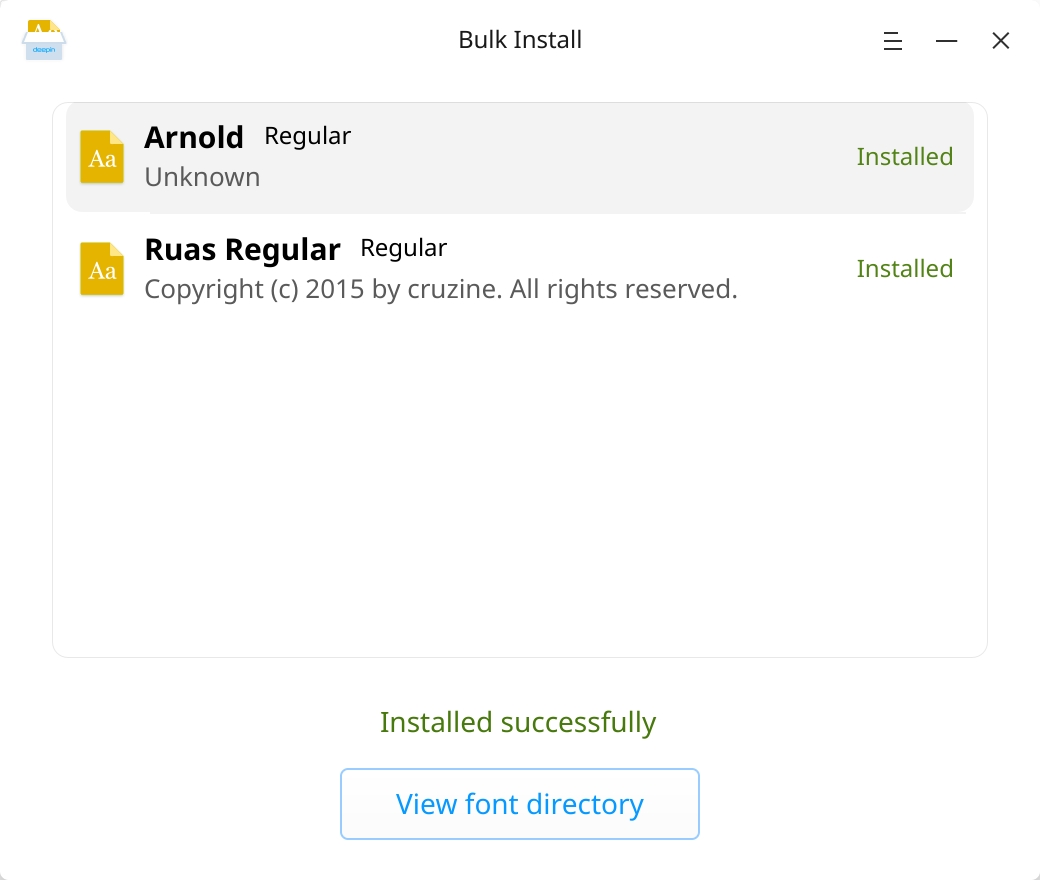 deepin
Bulk Install
Aa
Arnold Regular
Unknown
Installed
Aa
Ruas Regular Regular
Copyright (c) 2015 by cruzine. All rights reserved.
Installed
Installed successfully
View font directory